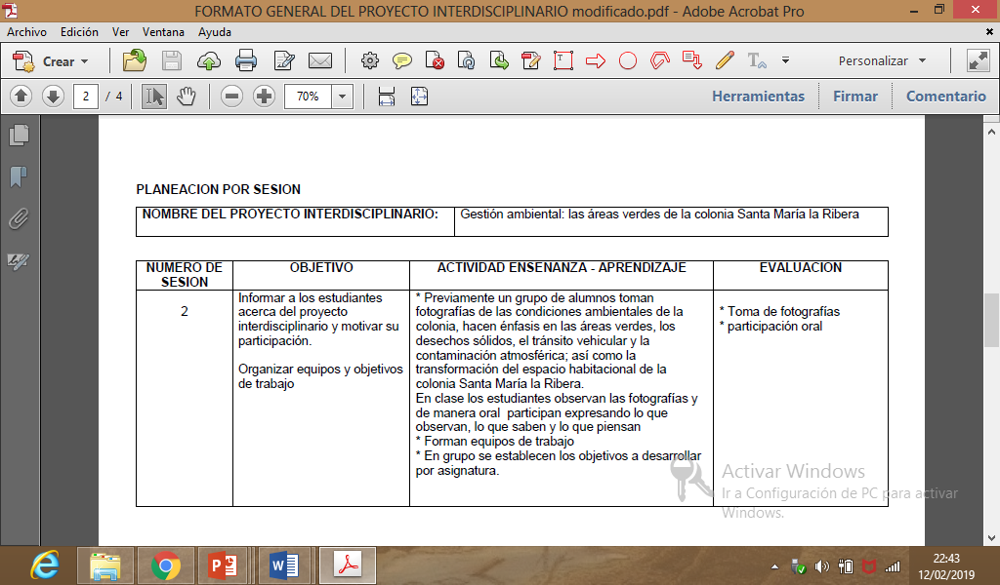 FORMATO GENERAL DEL PROYECTO INTERDISCIPLINARIO modificado.pdf - Adobe Acrobat Pro
Archivo Edición Ver Ventana Ayuda
Crear Personalizar
2 / 4 70% Herramientas Firmar Comentario
PLANEACION POR SESION
NOMBRE DEL PROYECTO INTERDISCIPLINARIO: Gestión ambiental: las áreas verdes de la colonia Santa María la Ribera
NUMERO DE SESION
OBJETIVO
ACTIVIDAD ENSEÑANZA - APRENDIZAJE
EVALUACION
2
Informar a los estudiantes
acerca del proyecto
interdisciplinario y motivar su
participación.
Organizar equipos y objetivos
de trabajo
* Previamente un grupo de alumnos toman
fotografías de las condiciones ambientales de la
colonia, hacen énfasis en las áreas verdes, los
desechos sólidos, el tránsito vehicular y la
contaminación atmosférica; así como la
transformación del espacio habitacional de la
colonia Santa María la Ribera.
En clase los estudiantes observan las fotografías y
de manera oral participan expresando lo que
observan, lo que saben y lo que piensan
* Forman equipos de trabajo
* En grupo se establecen los objetivos a desarrollar
por asignatura.
* Toma de fotografías
* participación oral
Activar Windows
Ir a Configuración de PC para activar
Windows.
22:43
12/02/2019